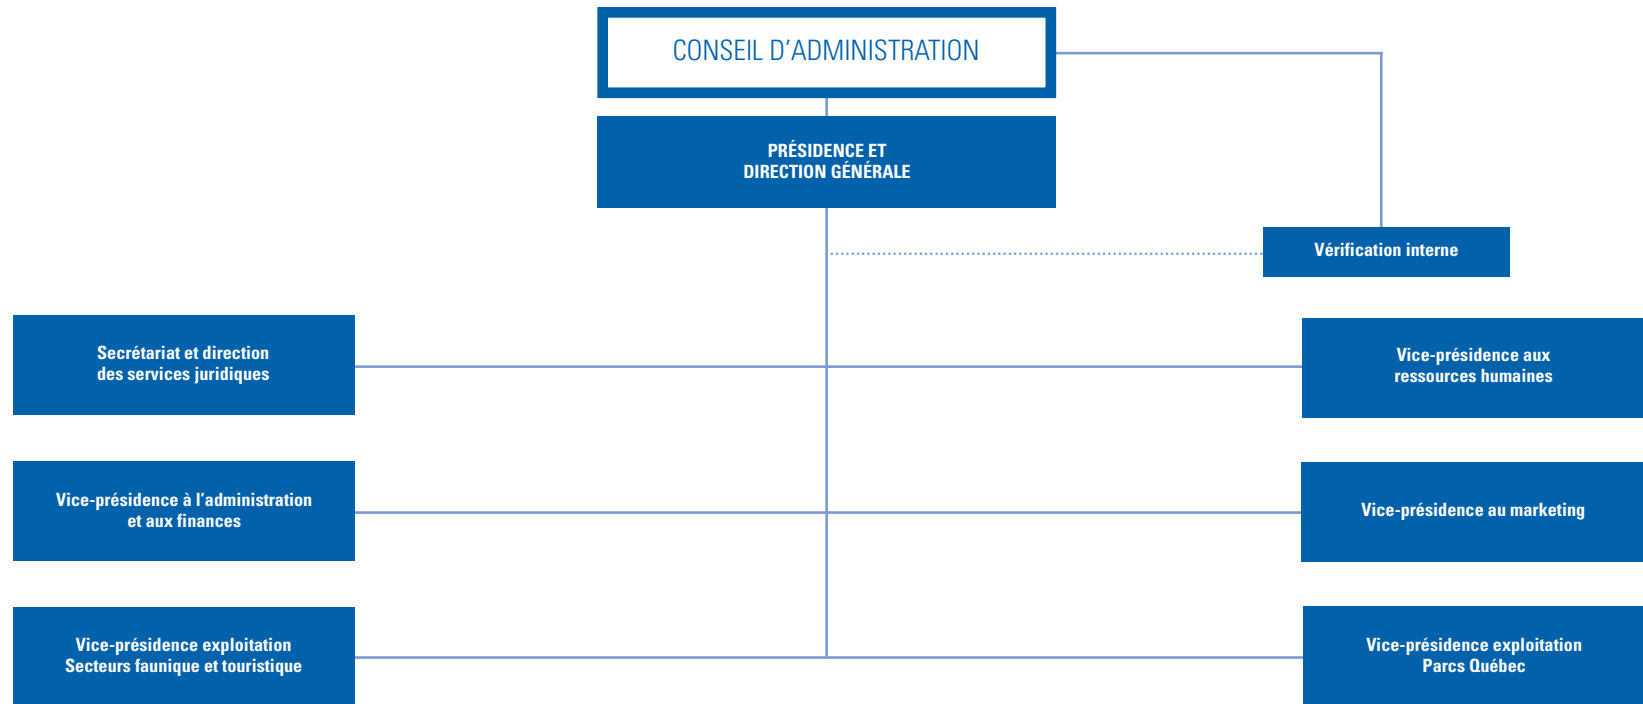 CONSEIL D’ADMINISTRATION
PRÉSIDENCE ET
DIRECTION GÉNÉRALE
Vérification interne
Secrétariat et direction
des services juridiques
Vice-présidence aux
ressources humaines
Vice-présidence à l’administration
et aux finances
Vice-présidence au marketing
Vice-présidence exploitation
Secteurs faunique et touristique
Vice-présidence exploitation
Parcs Québec